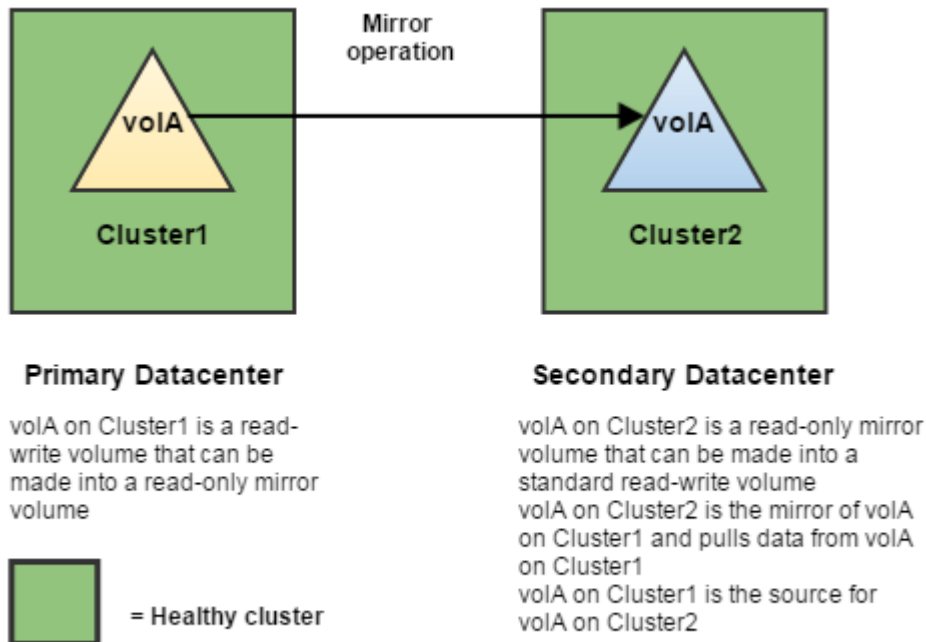 Mirror
operation
volA
volA
Cluster1
Cluster2
Primary Datacenter
volA on Cluster1 is a read-
write volume that can be
made into a read-only mirror
volume
Secondary Datacenter
volA on Cluster2 is a read-only mirror
volume that can be made into a
standard read-write volume
volA on Cluster2 is the mirror of volA
on Cluster1 and pulls data from volA
on Cluster1
volA on Cluster1 is the source for
volA on Cluster2
= Healthy cluster